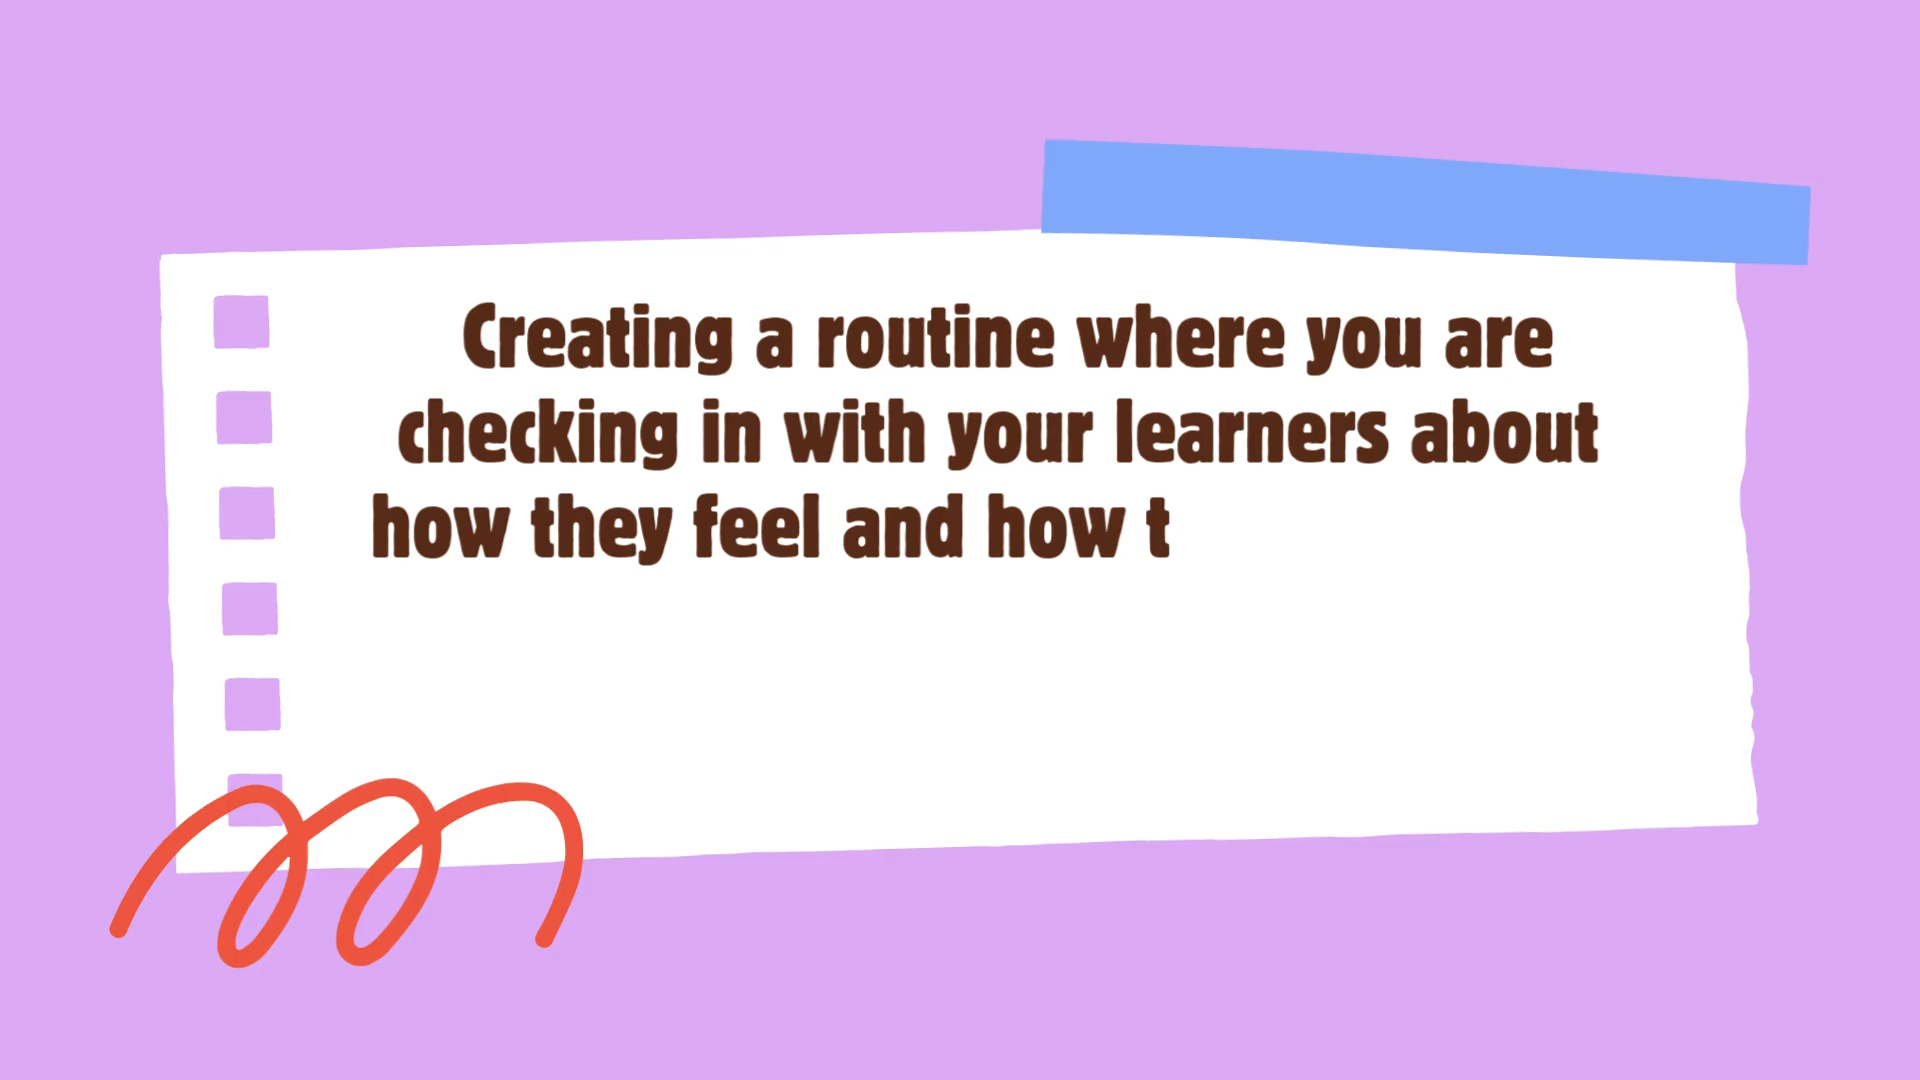 Creating a routine where you are
checking in with your learners about
how they feel and how t